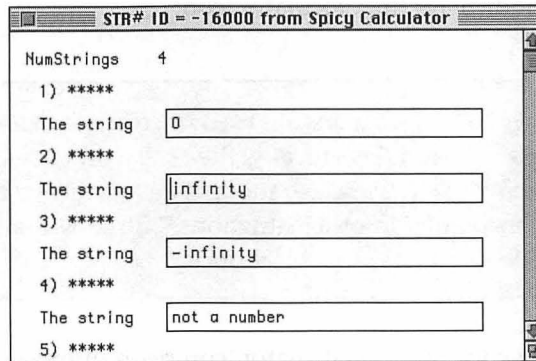 STR# ID = -16000 from Spicy Calculator
NumStrings 4
1) *****
The string 0
2) *****
The string infinity
3) *****
The string -infinity
4) *****
The string not a number
5) *****